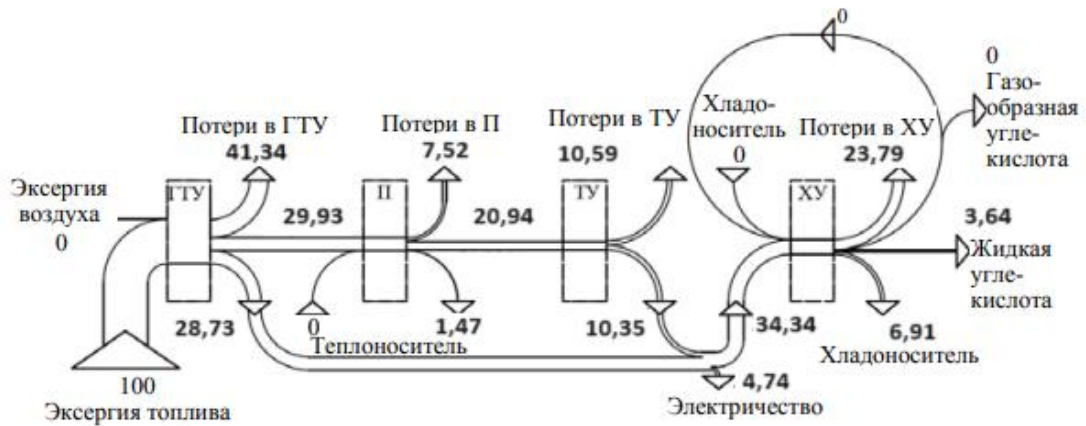 0
0
Газо-
образная
угле-
кислота
Хладо-
носитель
0
Потери в ГТУ
41,34
Потери в П
7,52
Потери в ТУ
10,59
Потери в ХУ
23,79
Эксергия
воздуха
0
ГТУ
29,93
П
20,94
ТУ
ХУ
3,64
Жидкая
угле-
кислота
28,73
0
Теплоноситель
1,47
10,35
34,34
6,91
Хладоноситель
100
Эксергия топлива
4,74
Электричество